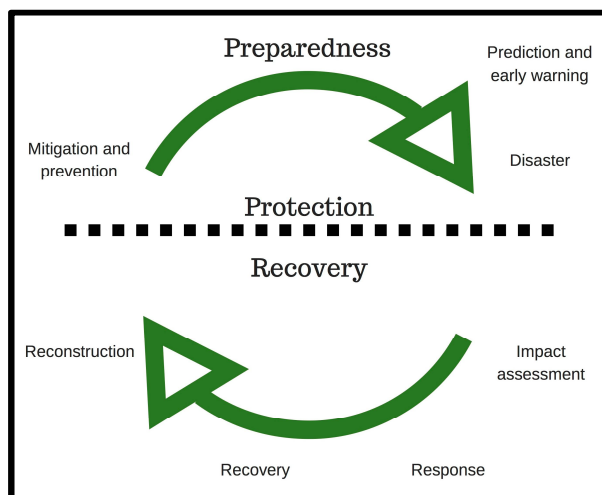 Preparedness
Prediction and
early warning
Mitigation and
prevention
Disaster
Protection
Recovery
Reconstruction
Impact
assessment
Recovery
Response